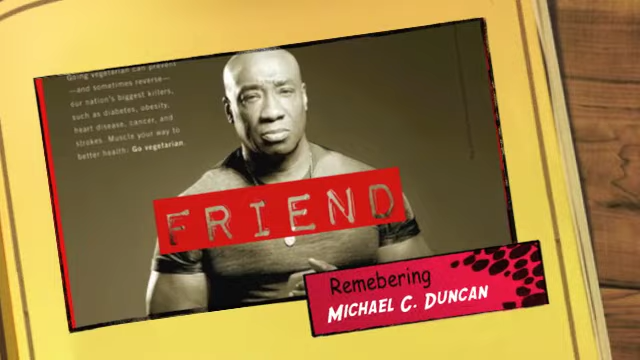 Going vegetarian can prevent
—and sometimes reverse—
our nation's biggest killers,
such as diabetes, obesity,
heart disease, cancer, and
strokes. Muscle your way to
better health. Go vegetarian.
FRIEND
Remebering
MICHAEL C. DUNCAN